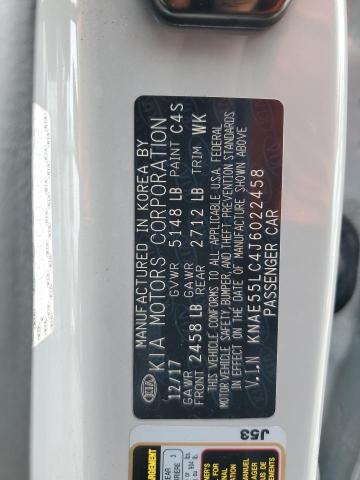 MANUFACTURED IN KOREA BY
KIA KIA MOTORS CORPORATION
12/17 GVWR 5148 LB PAINT C4S
GAWR FRONT 2458 LB GAWR REAR 2712 LB TRIM WK
THIS VEHICLE CONFORMS TO ALL APPLICABLE U.S.A. FEDERAL
MOTOR VEHICLE SAFETY, BUMPER, AND THEFT PREVENTION STANDARDS
IN EFFECT ON THE DATE OF MANUFACTURE SHOWN ABOVE.
V.I.N KNAE55LC4J6022458
PASSENGER CAR
J53